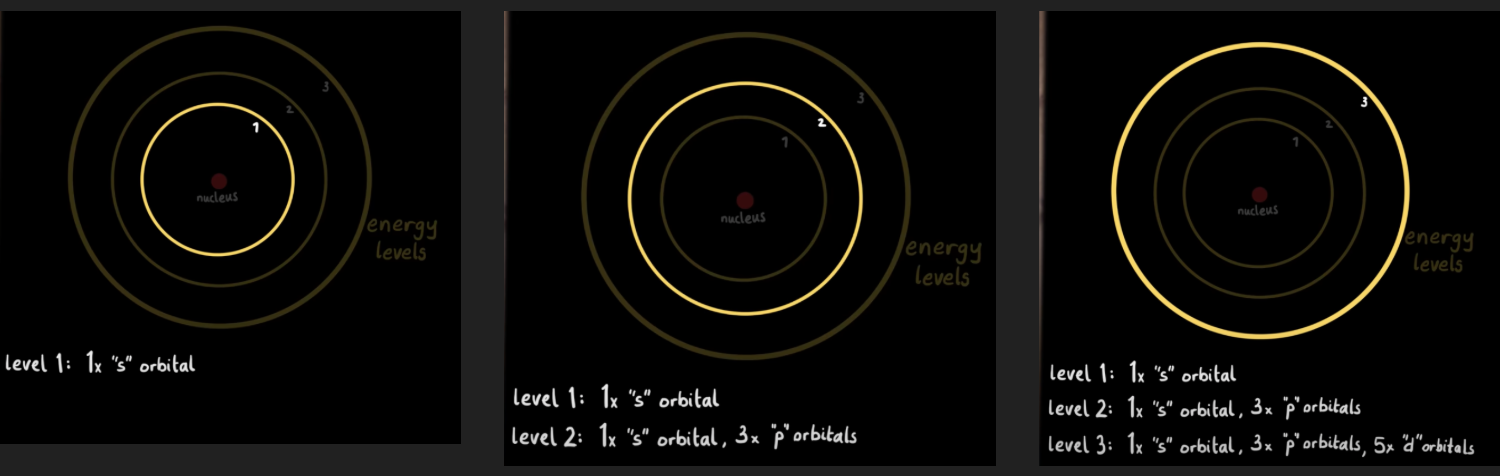 3
2
1
nucleus
energy
levels
level 1: 1x "s" orbital
3
2
1
nucleus
energy
levels
level 1: 1x "s" orbital
level 2: 1x "s" orbital, 3x "p" orbitals
3
2
1
nucleus
energy
levels
level 1: 1x "s" orbital
level 2: 1x "s" orbital, 3x "p" orbitals
level 3: 1x "s" orbital, 3x "p" orbitals, 5x "d" orbitals